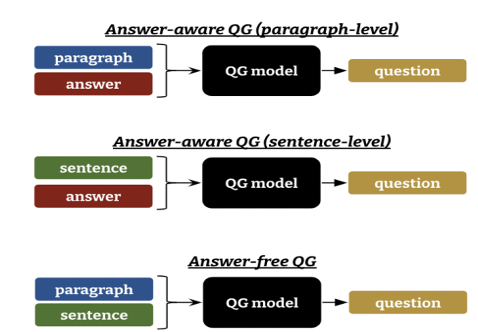 Answer-aware QG (paragraph-level)
paragraph
answer
QG model
question
Answer-aware QG (sentence-level)
sentence
answer
QG model
question
Answer-free QG
paragraph
sentence
QG model
question